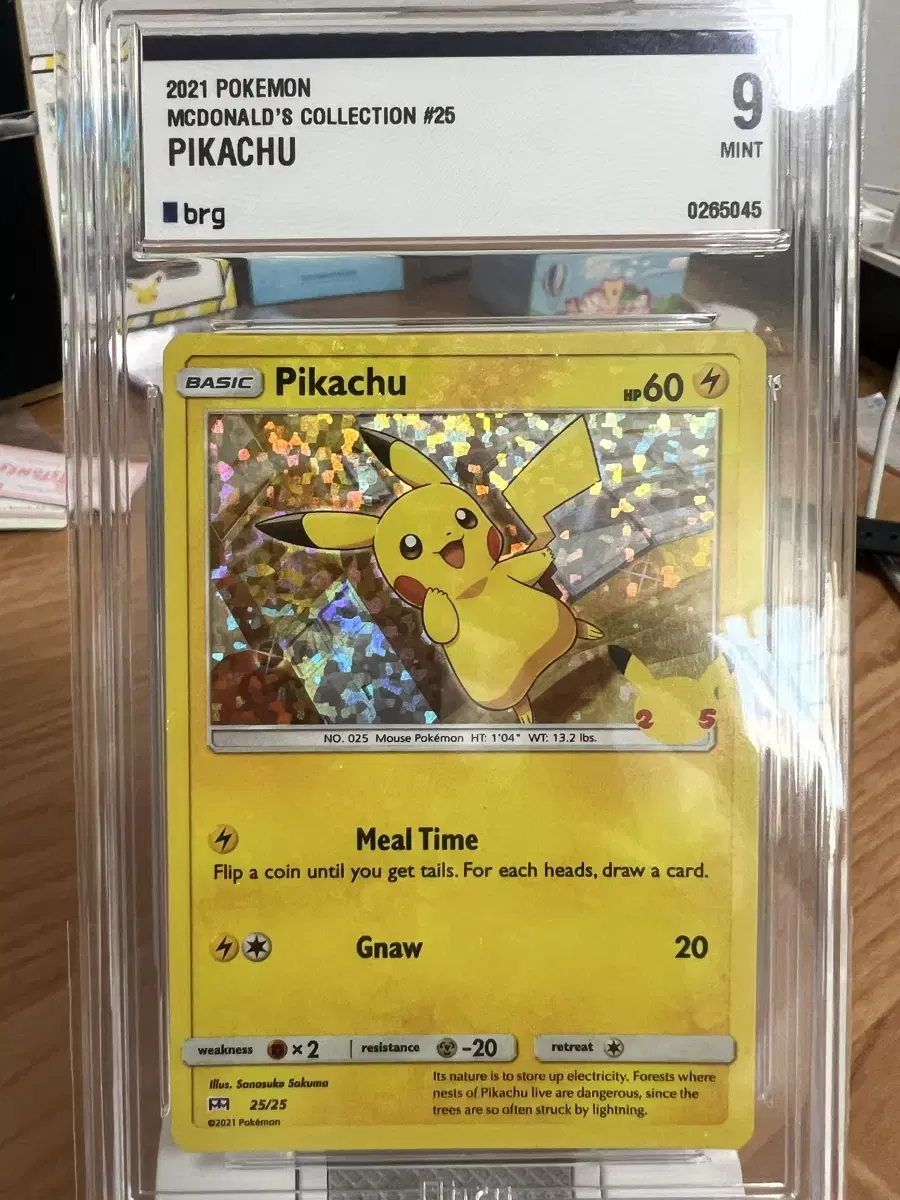 2021 POKEMON
MCDONALD'S COLLECTION #25
PIKACHU
9
MINT
brg
0265045
BASIC Pikachu HP60
2 5
NO. 025 Mouse Pokémon HT: 1'04" WT: 13.2 lbs.
Meal Time
Flip a coin until you get tails. For each heads, draw a card.
Gnaw 20
weakness ×2 resistance -20 retreat
Illus. Sanosuke Sakuma
25/25
©2021 Pokémon
Its nature is to store up electricity. Forests where
nests of Pikachu live are dangerous, since the
trees are so often struck by lightning.